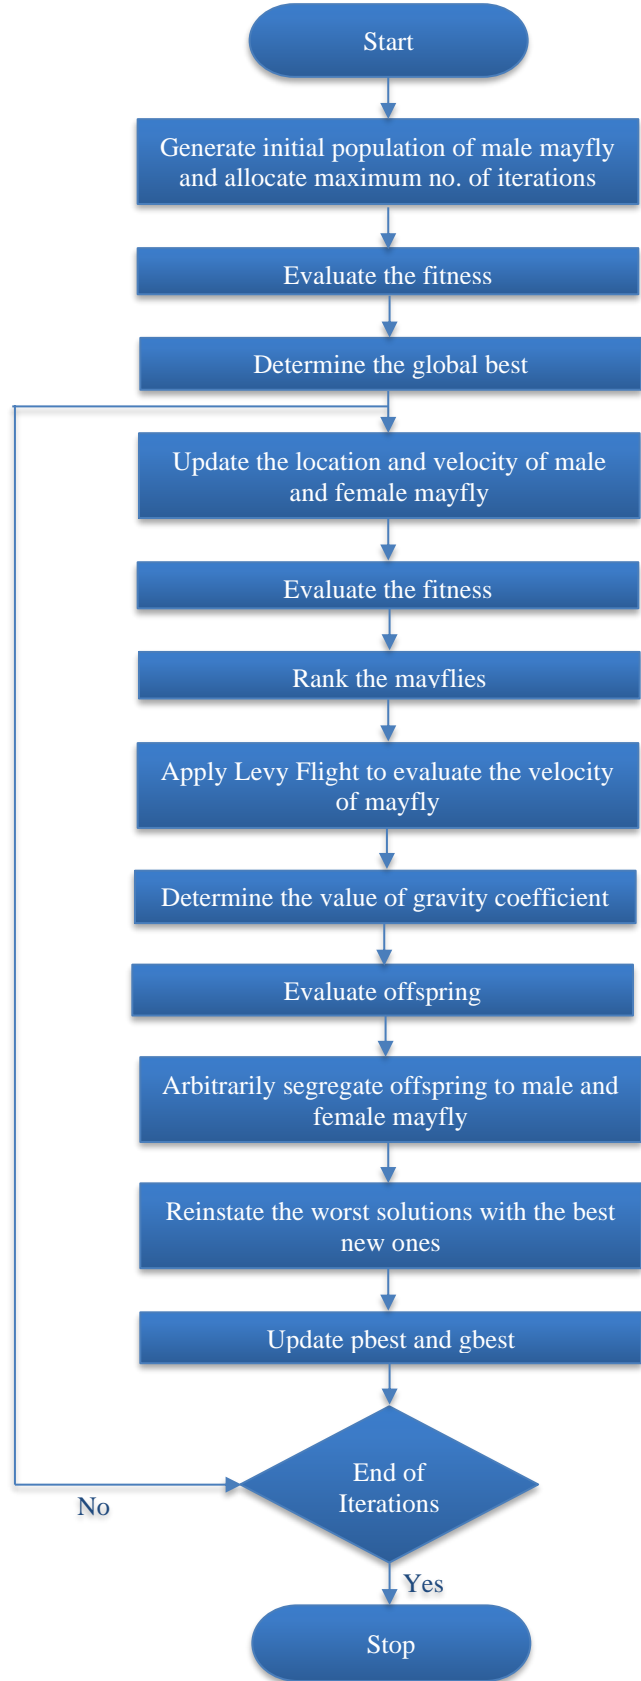 Start
Generate initial population of male mayfly
and allocate maximum no. of iterations
Evaluate the fitness
Determine the global best
Update the location and velocity of male
and female mayfly
Evaluate the fitness
Rank the mayflies
Apply Levy Flight to evaluate the velocity
of mayfly
Determine the value of gravity coefficient
Evaluate offspring
Arbitrarily segregate offspring to male and
female mayfly
Reinstate the worst solutions with the best
new ones
Update pbest and gbest
End of
Iterations
No
Yes
Stop